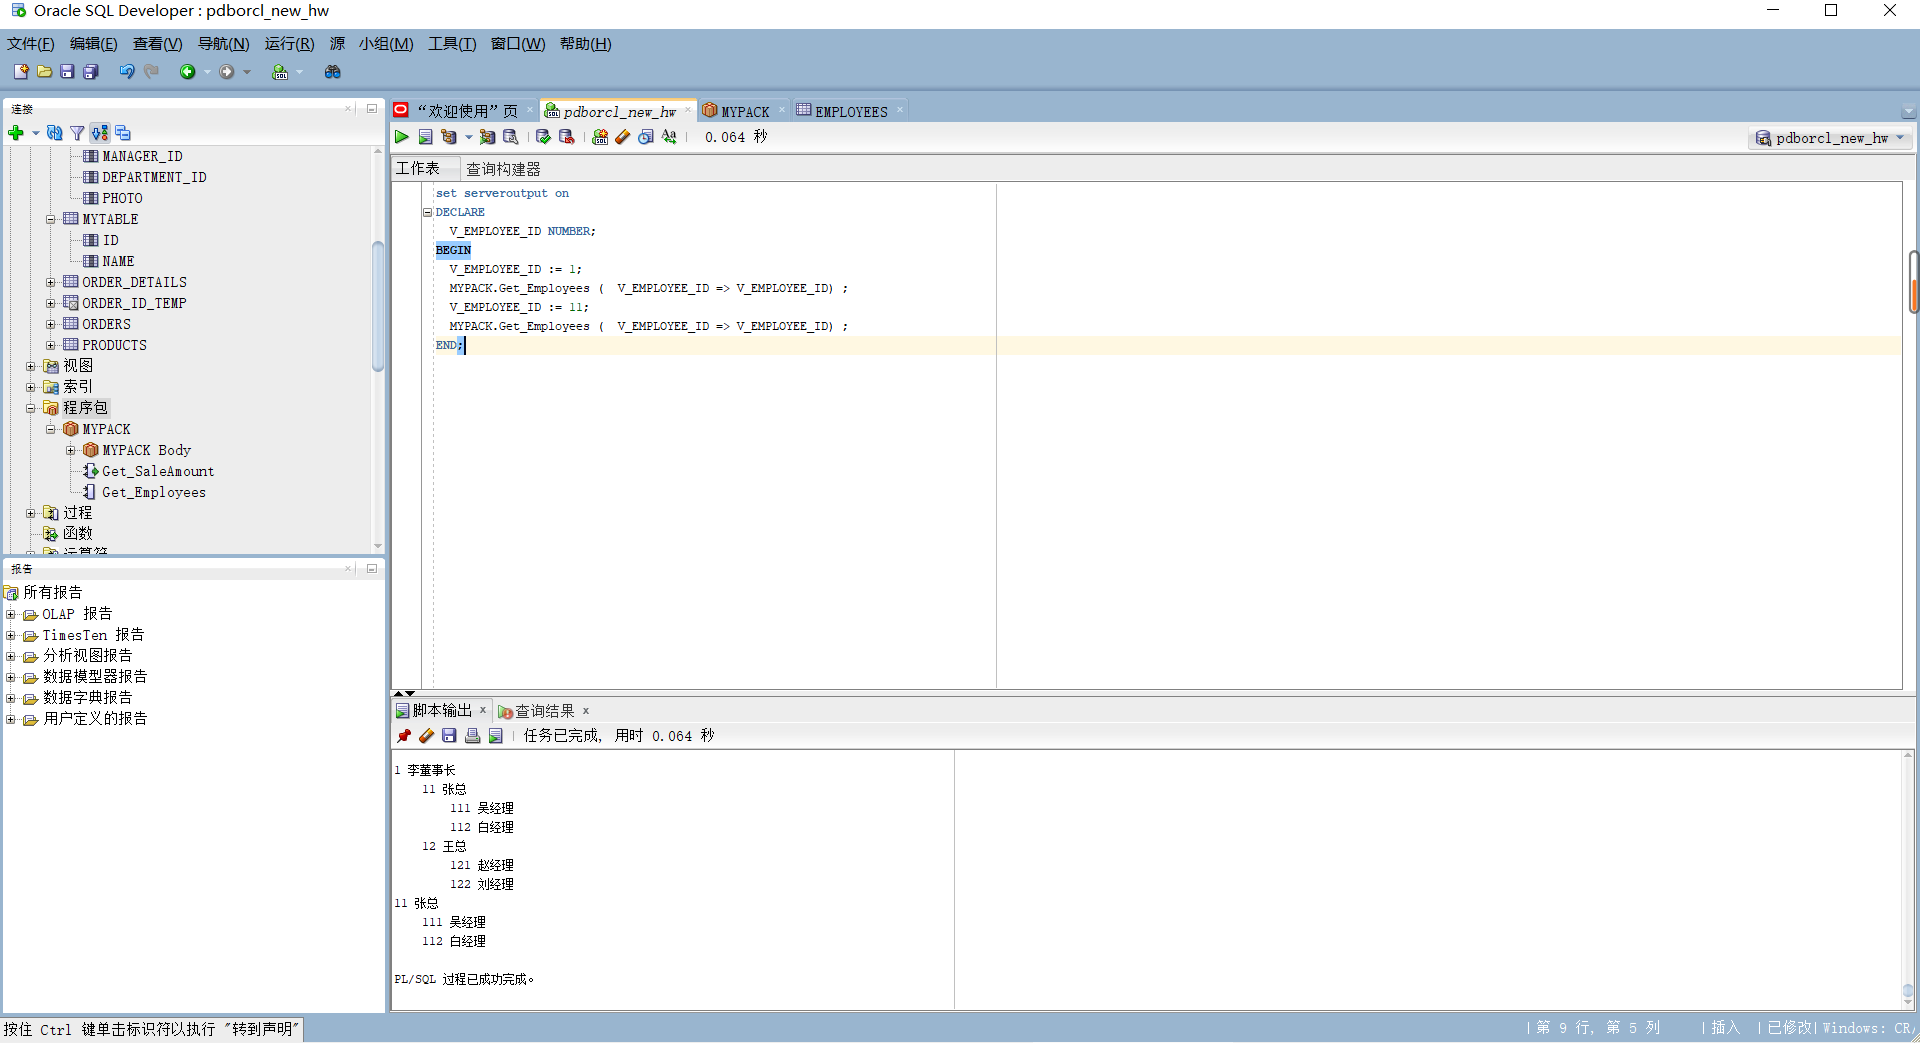 Oracle SQL Developer : pdborcl_new_hw
文件(F) 编辑(E) 查看(V) 导航(N) 运行(R) 源 小组(M) 工具(T) 窗口(W) 帮助(H)
连接
MANAGER_ID
DEPARTMENT_ID
PHOTO
MYTABLE
ID
NAME
ORDER_DETAILS
ORDER_ID_TEMP
ORDERS
PRODUCTS
视图
索引
程序包
MYPACK
MYPACK Body
Get_SaleAmount
Get_Employees
过程
函数
运算符
报告
所有报告
OLAP 报告
TimesTen 报告
分析视图报告
数据模型器报告
数据字典报告
用户定义的报告
“欢迎使用”页 pdborcl_new_hw MYPACK EMPLOYEES
0.064 秒
pdborcl_new_hw
工作表 查询构建器
set serveroutput on
DECLARE
V_EMPLOYEE_ID NUMBER;
BEGIN
V_EMPLOYEE_ID := 1;
MYPACK.Get_Employees (  V_EMPLOYEE_ID => V_EMPLOYEE_ID) ;
V_EMPLOYEE_ID := 11;
MYPACK.Get_Employees (  V_EMPLOYEE_ID => V_EMPLOYEE_ID) ;
END;
脚本输出 查询结果
任务已完成, 用时 0.064 秒
1 李董事长
11 张总
111 吴经理
112 白经理
12 王总
121 赵经理
122 刘经理
11 张总
111 吴经理
112 白经理
PL/SQL 过程已成功完成。
按住 Ctrl 键单击标识符以执行 "转到声明"
第 9 行, 第 5 列 | 插入 | 已修改 | Windows: CR